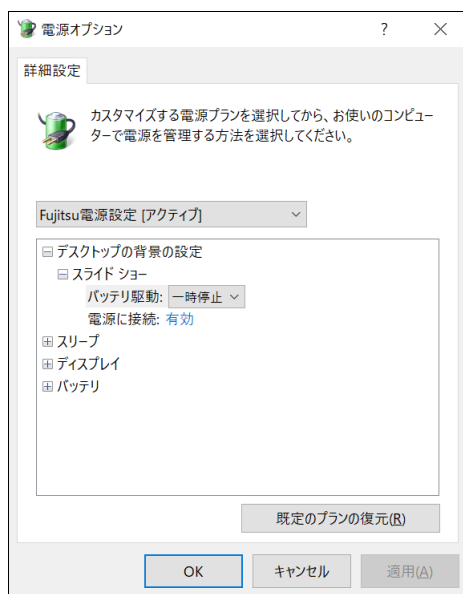 電源オプション
詳細設定
カスタマイズする電源プランを選択してから、お使いのコンピュー
ターで電源を管理する方法を選択してください。
Fujitsu電源設定 [アクティブ]
デスクトップの背景の設定
スライド ショー
バッテリ駆動: 一時停止
電源に接続: 有効
スリープ
ディスプレイ
バッテリ
既定のプランの復元(R)
OK キャンセル 適用(A)